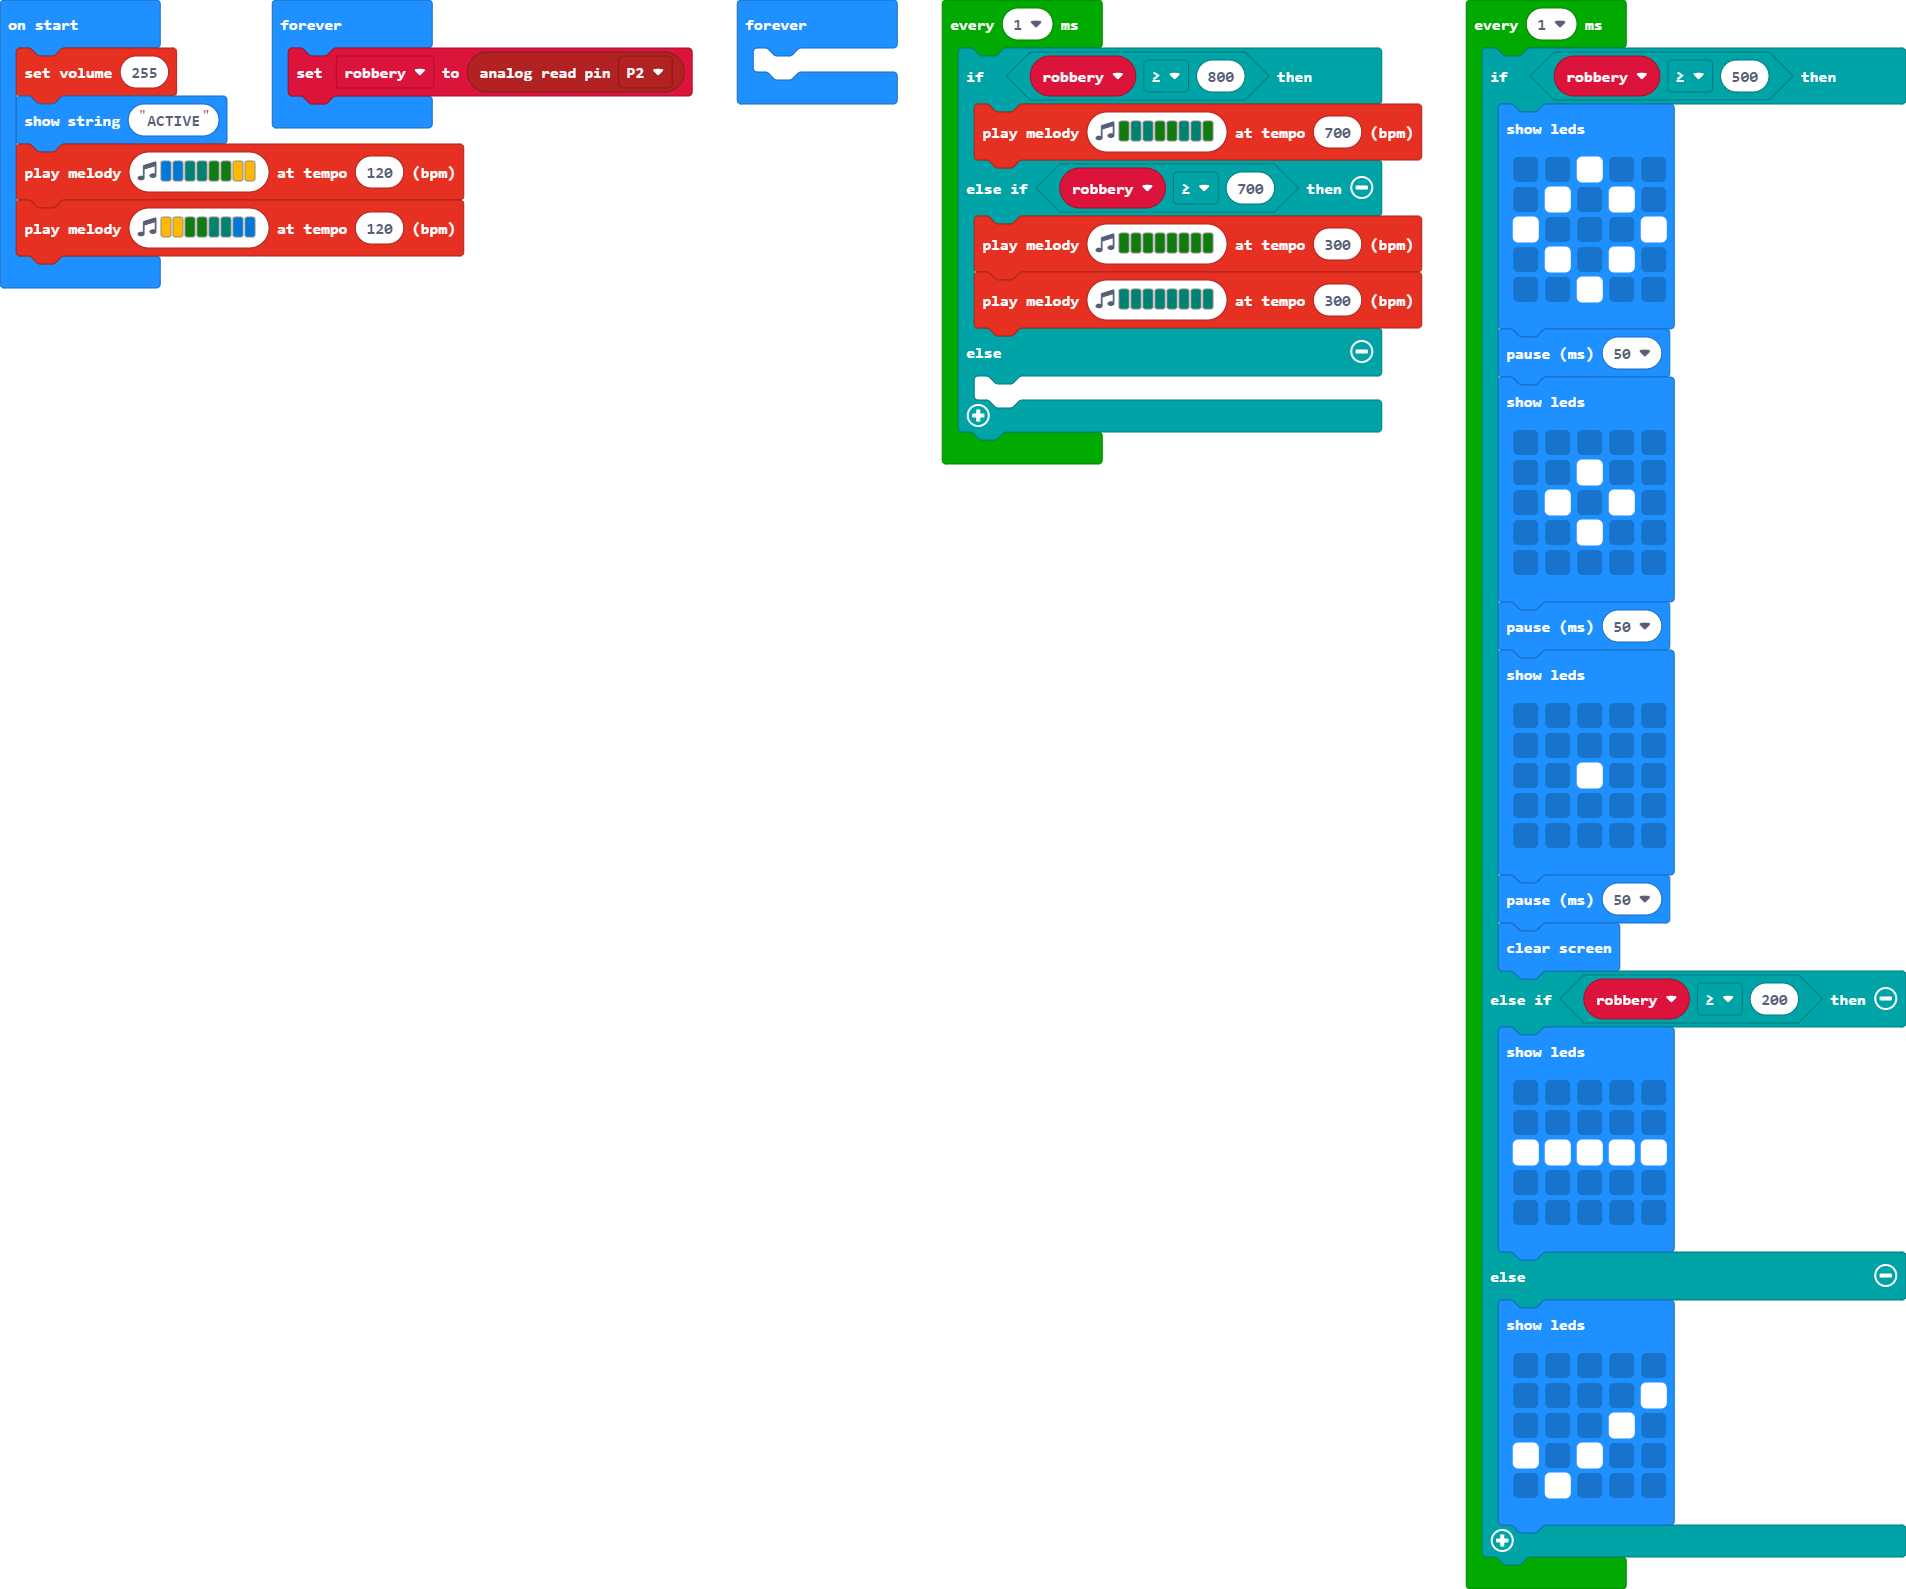 on start
set volume 255
show string "ACTIVE"
play melody at tempo 120 (bpm)
play melody at tempo 120 (bpm)
forever
set robbery to analog read pin P2
forever
every 1 ms
if robbery ≥ 800 then
play melody at tempo 700 (bpm)
else if robbery ≥ 700 then
play melody at tempo 300 (bpm)
play melody at tempo 300 (bpm)
else
every 1 ms
if robbery ≥ 500 then
show leds
pause (ms) 50
show leds
pause (ms) 50
show leds
pause (ms) 50
clear screen
else if robbery ≥ 200 then
show leds
else
show leds